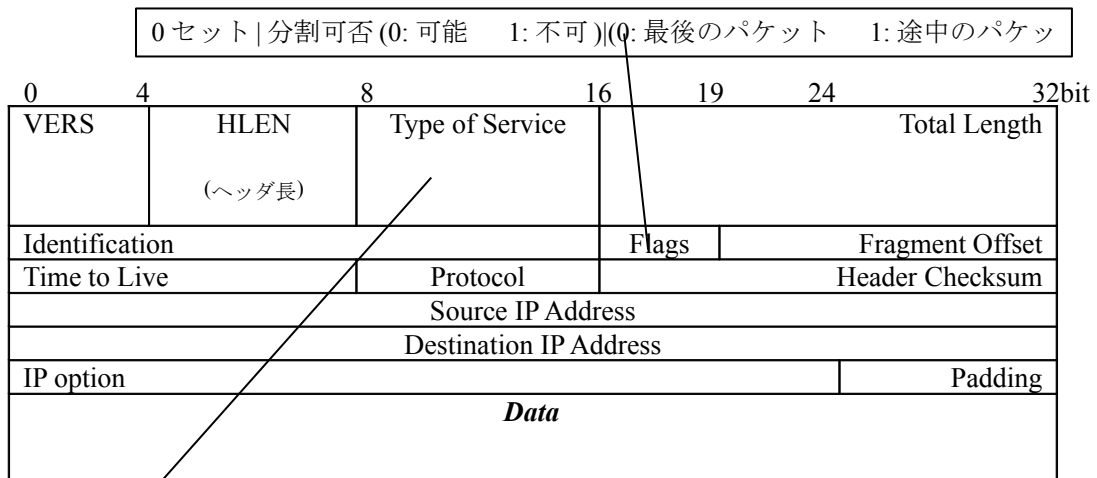 0 セット | 分割可否 (0: 可能 1: 不可 )|(0: 最後のパケット 1: 途中のパケッ
0 4 8 16 19 24 32bit
VERS HLEN Type of Service Total Length
(ヘッダ長)
Identification Flags Fragment Offset
Time to Live Protocol Header Checksum
Source IP Address
Destination IP Address
IP option Padding
Data